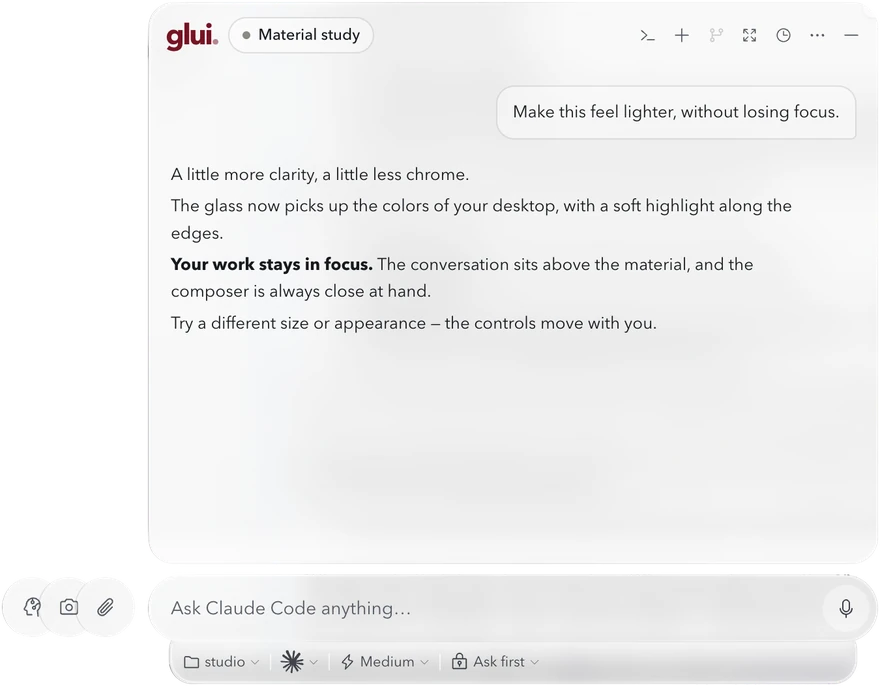 glui.
Material study
Make this feel lighter, without losing focus.
A little more clarity, a little less chrome.
The glass now picks up the colors of your desktop, with a soft highlight along the
edges.
Your work stays in focus. The conversation sits above the material, and the
composer is always close at hand.
Try a different size or appearance – the controls move with you.
Ask Claude Code anything…
studio
Medium
Ask first